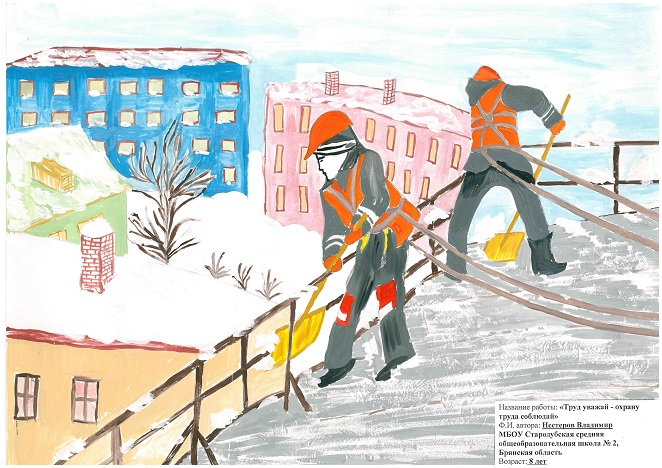 Название работы: «Труд уважай - охрану
труда соблюдай»
Ф.И. автора: Нестеров Владимир
МБОУ Стародубская средняя
общеобразовательная школа № 2,
Брянская область
Возраст: 8 лет